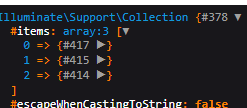 Illuminate\Support\Collection {#378 ▼
#items: array:3 [▼
0 => {#417 ▶}
1 => {#415 ▶}
2 => {#414 ▶}
]
#escapeWhenCastingToString: false